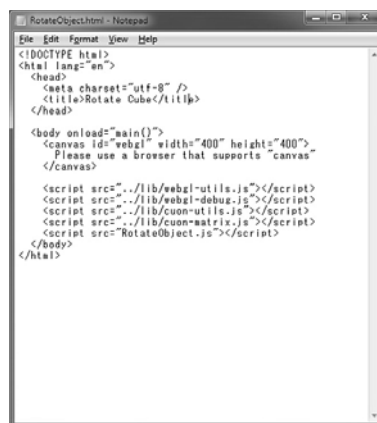 RotateObject.html - Notepad
File Edit Format View Help
<!DOCTYPE html>
<html lang="en">
  <head>
    <meta charset="utf-8" />
    <title>Rotate Cube</title>
  </head>

  <body onload="main()">
    <canvas id="webgl" width="400" height="400">
      Please use a browser that supports "canvas"
    </canvas>

    <script src="../lib/webgl-utils.js"></script>
    <script src="../lib/webgl-debug.js"></script>
    <script src="../lib/cuon-utils.js"></script>
    <script src="../lib/cuon-matrix.js"></script>
    <script src="RotateObject.js"></script>
  </body>
</html>